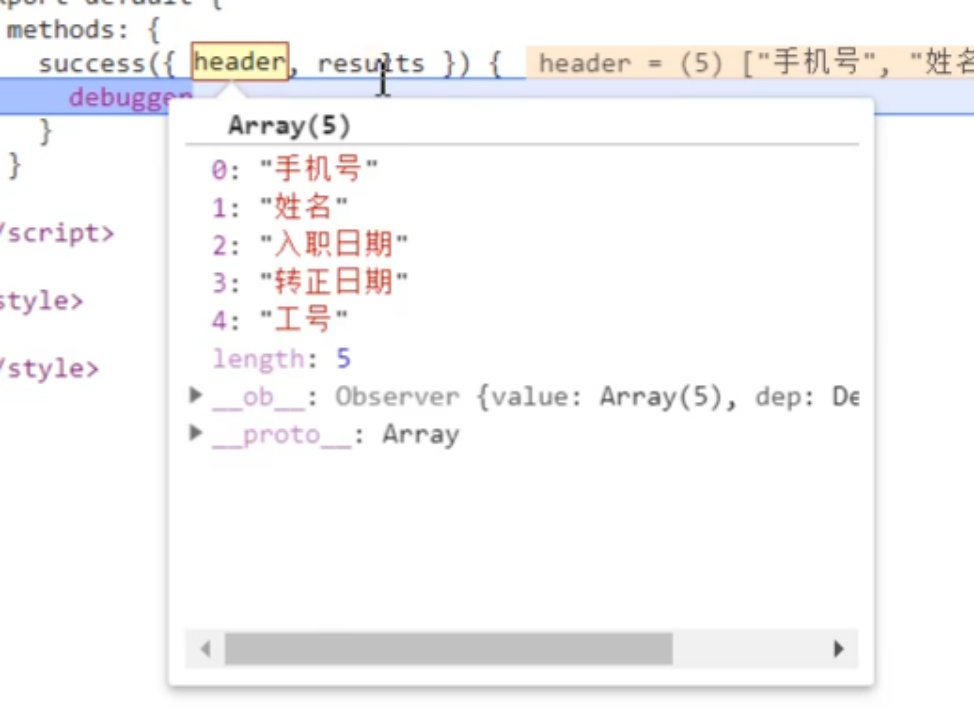 export default {
methods: {
success({ header, results }) { header = (5) ["手机号", "姓名
debugger
}
}
/script>
style>
/style>
Array(5)
0: "手机号"
1: "姓名"
2: "入职日期"
3: "转正日期"
4: "工号"
length: 5
__ob__: Observer {value: Array(5), dep: De
__proto__: Array